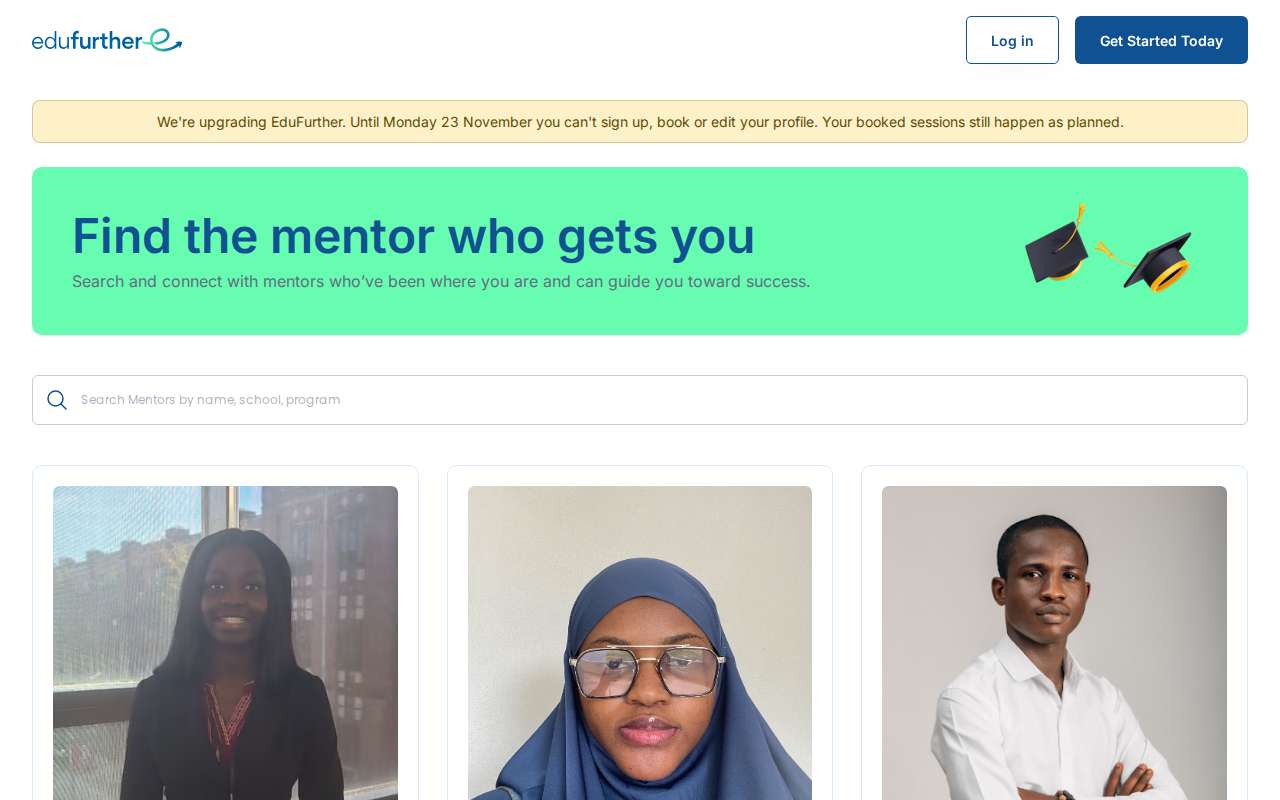 edufurther
Log in
Get Started Today
We're upgrading EduFurther. Until Monday 23 November you can't sign up, book or edit your profile. Your booked sessions still happen as planned.
Find the mentor who gets you
Search and connect with mentors who’ve been where you are and can guide you toward success.
Search Mentors by name, school, program